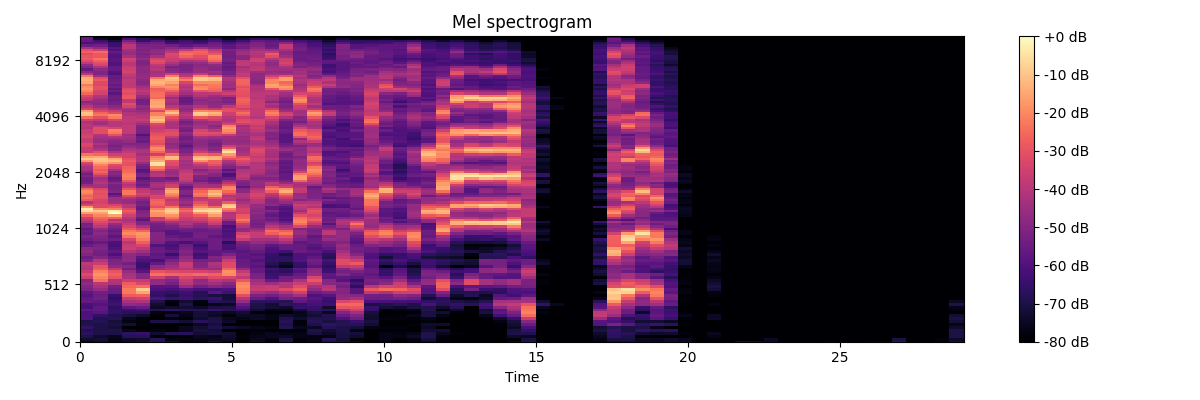 Mel spectrogram
8192
4096
2048
1024
512
0
Hz
0 5 10 15 20 25
Time
+0 dB
-10 dB
-20 dB
-30 dB
-40 dB
-50 dB
-60 dB
-70 dB
-80 dB